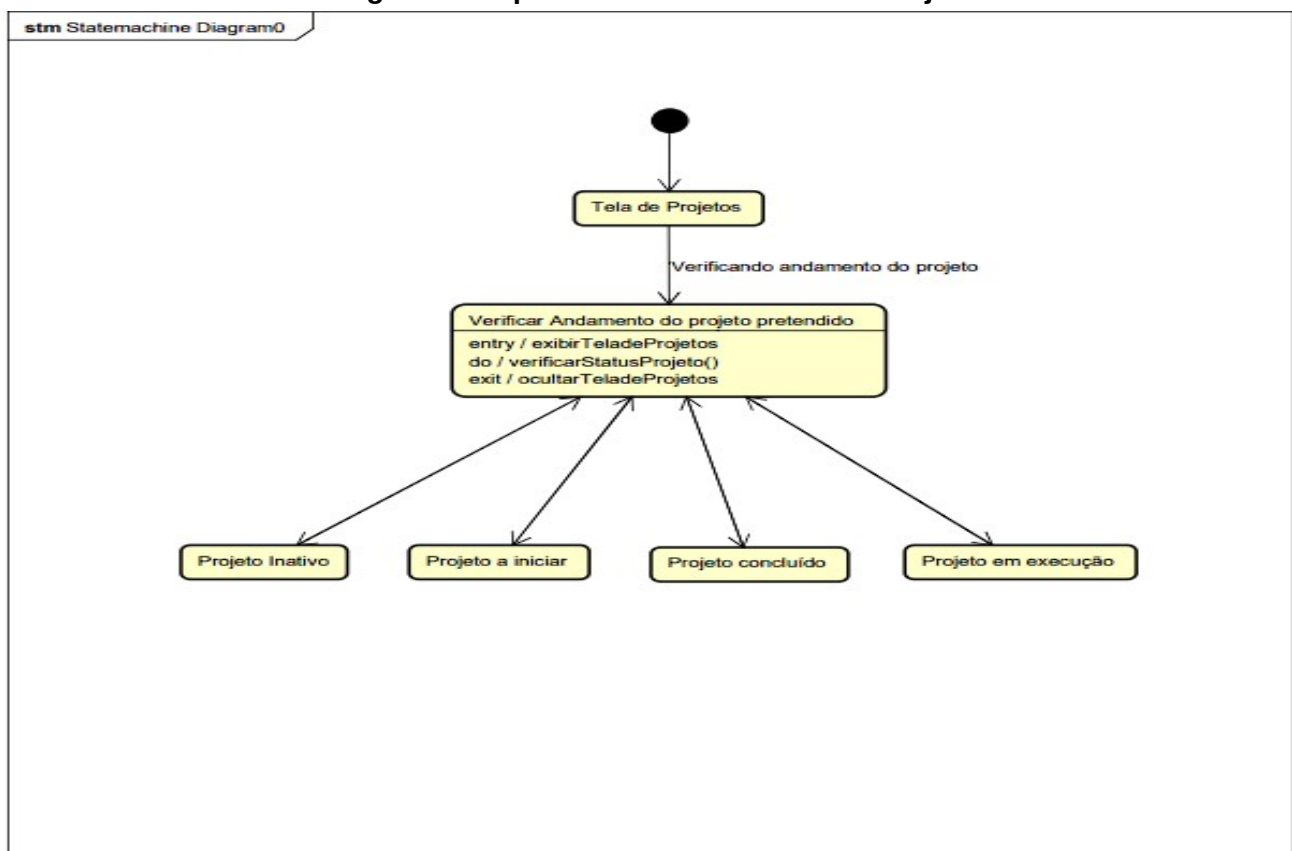 stm Statemachine Diagram0
Tela de Projetos
Verificando andamento do projeto
Verificar Andamento do projeto pretendido
entry / exibirTeladeProjetos
do / verificarStatusProjeto()
exit / ocultarTeladeProjetos
Projeto Inativo
Projeto a iniciar
Projeto concluído
Projeto em execução